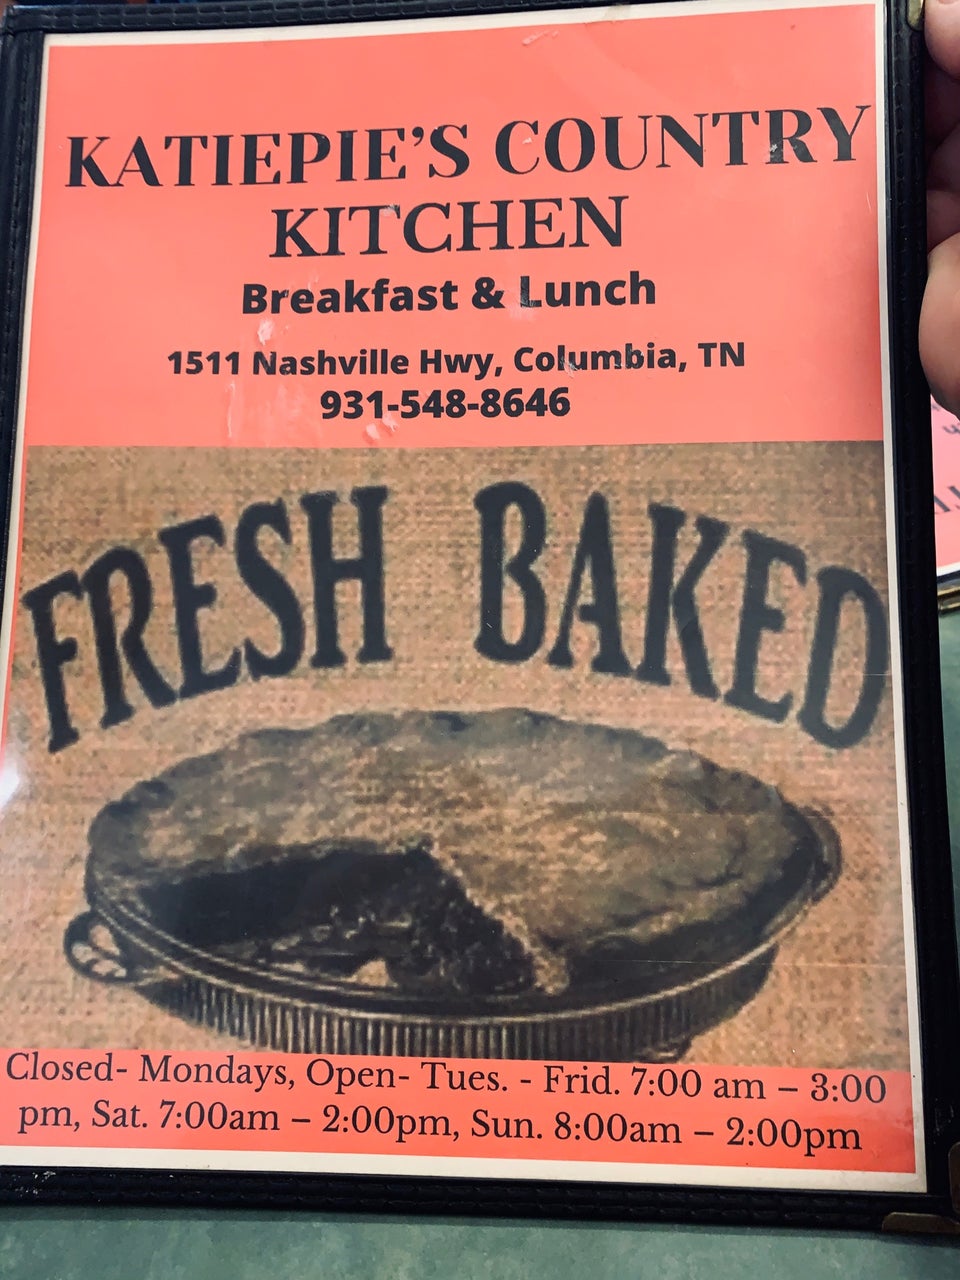 KATIEPIE'S COUNTRY
KITCHEN
Breakfast & Lunch
1511 Nashville Hwy, Columbia, TN
931-548-8646
FRESH BAKED
Closed- Mondays, Open- Tues. - Frid. 7:00 am – 3:00
pm, Sat. 7:00am – 2:00pm, Sun. 8:00am – 2:00pm